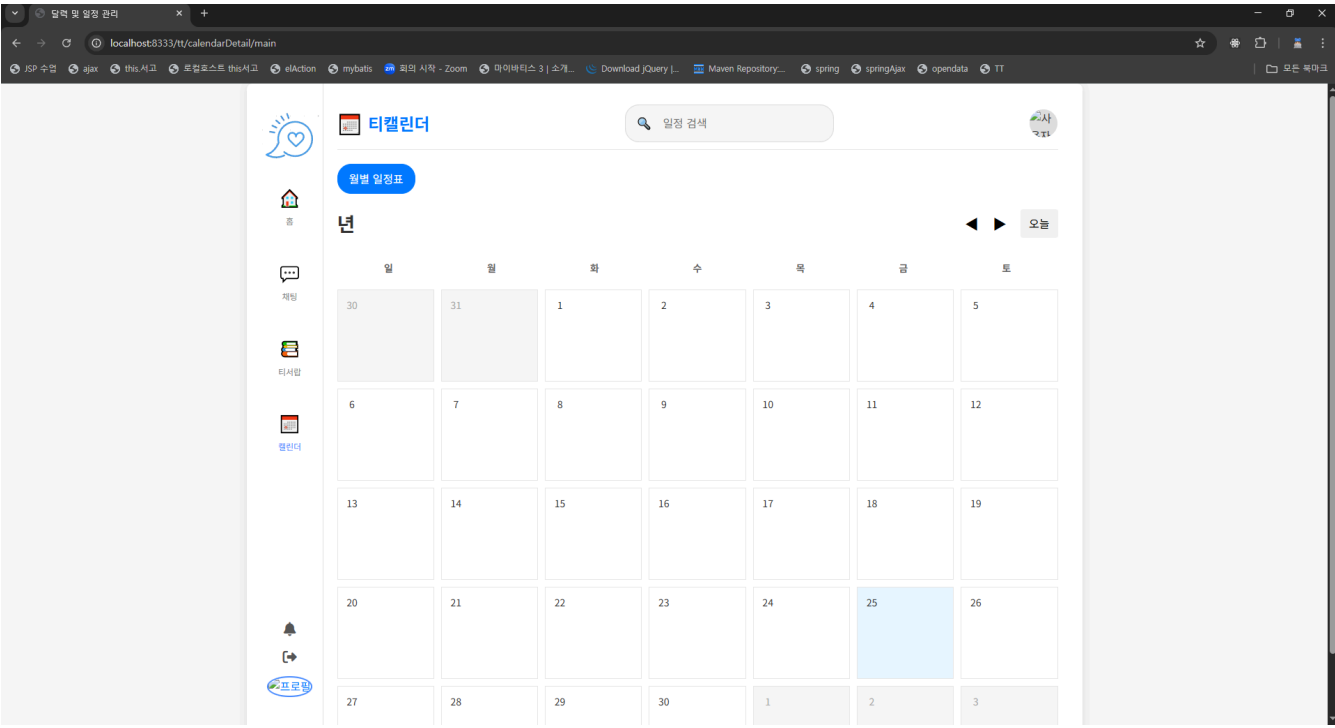 달력 및 일정 관리
localhost:8333/tt/calendarDetail/main
JSP 수업 ajax this.서고 로컬호스트 this서고 elAction mybatis 회의 시작 - Zoom 마이바티스 3 | 소개... Download jQuery |... Maven Repository:... spring springAjax opendata TT 모든 북마크
티캘린더 일정 검색
월별 일정표
홈
년 오늘
일 월 화 수 목 금 토
채팅
30 31 1 2 3 4 5
티서랍
6 7 8 9 10 11 12
캘린더
13 14 15 16 17 18 19
20 21 22 23 24 25 26
프로필
27 28 29 30 1 2 3